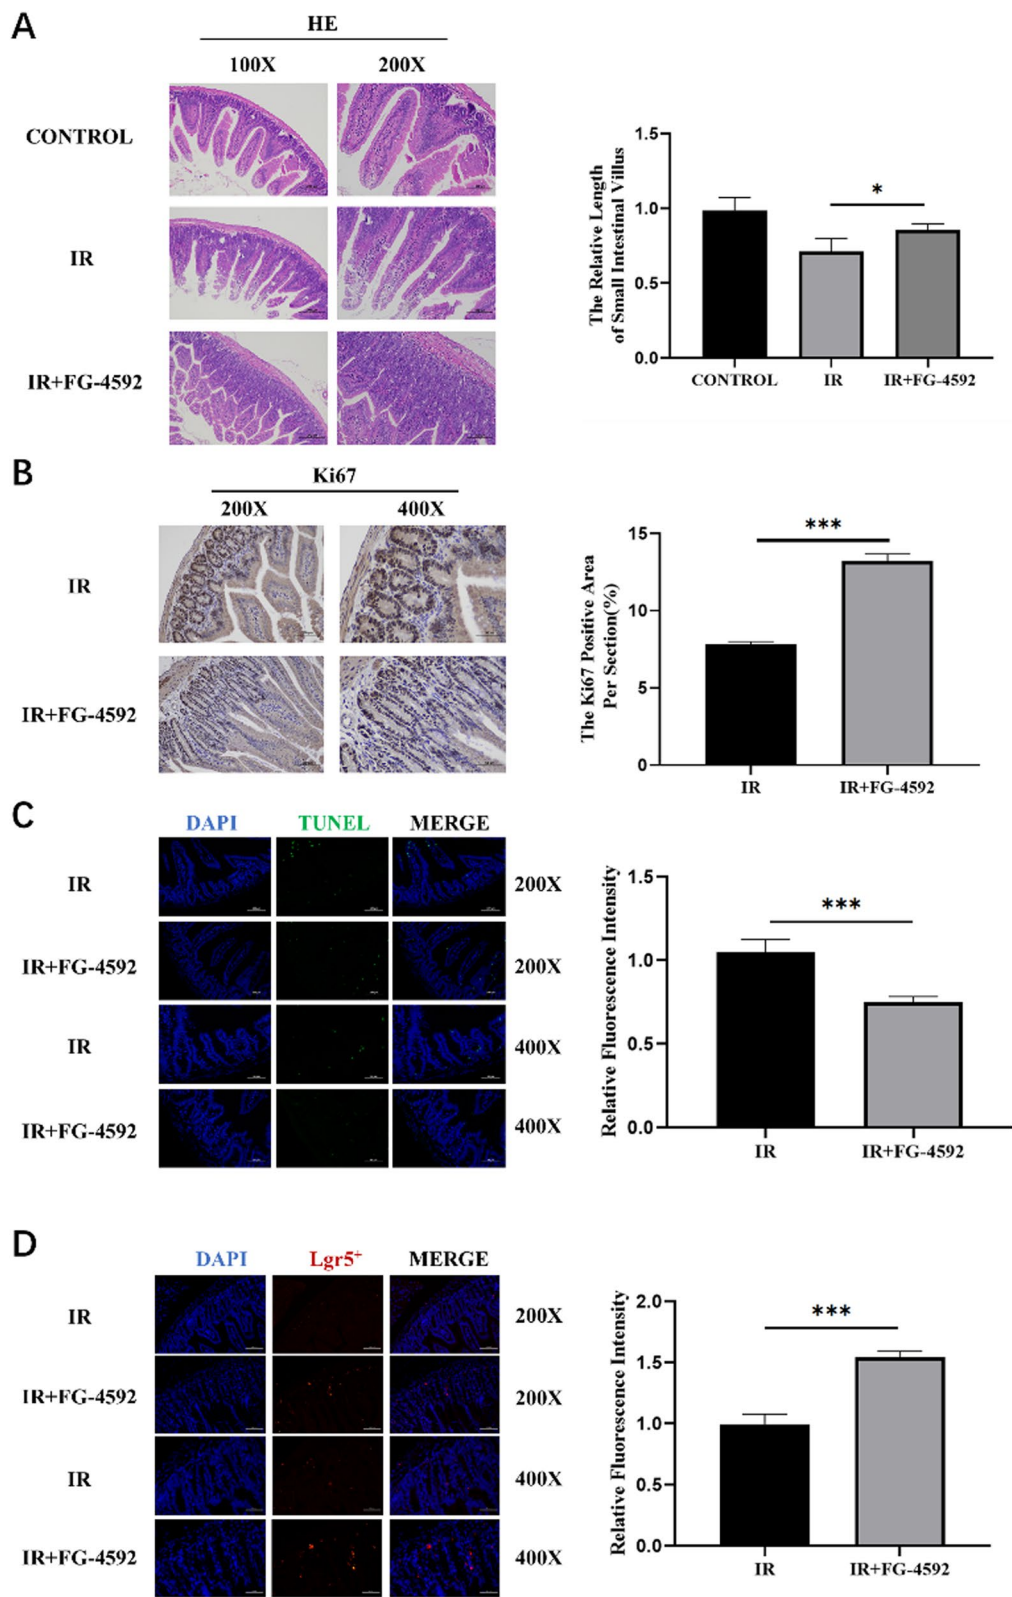 A
HE
100X 200X
CONTROL
IR
IR+FG-4592
The Relative Length
of Small Intestinal Villus
1.5
1.0
0.5
0.0
*
CONTROL IR IR+FG-4592
B
Ki67
200X 400X
IR
IR+FG-4592
The Ki67 Positive Area
Per Section(%)
15
10
5
0
***
IR IR+FG-4592
C
DAPI TUNEL MERGE
IR 200X
IR+FG-4592 200X
IR 400X
IR+FG-4592 400X
Relative Fluorescence Intensity
1.5
1.0
0.5
0.0
***
IR IR+FG-4592
D
DAPI Lgr5⁺ MERGE
IR 200X
IR+FG-4592 200X
IR 400X
IR+FG-4592 400X
Relative Fluorescence Intensity
2.0
1.5
1.0
0.5
0.0
***
IR IR+FG-4592